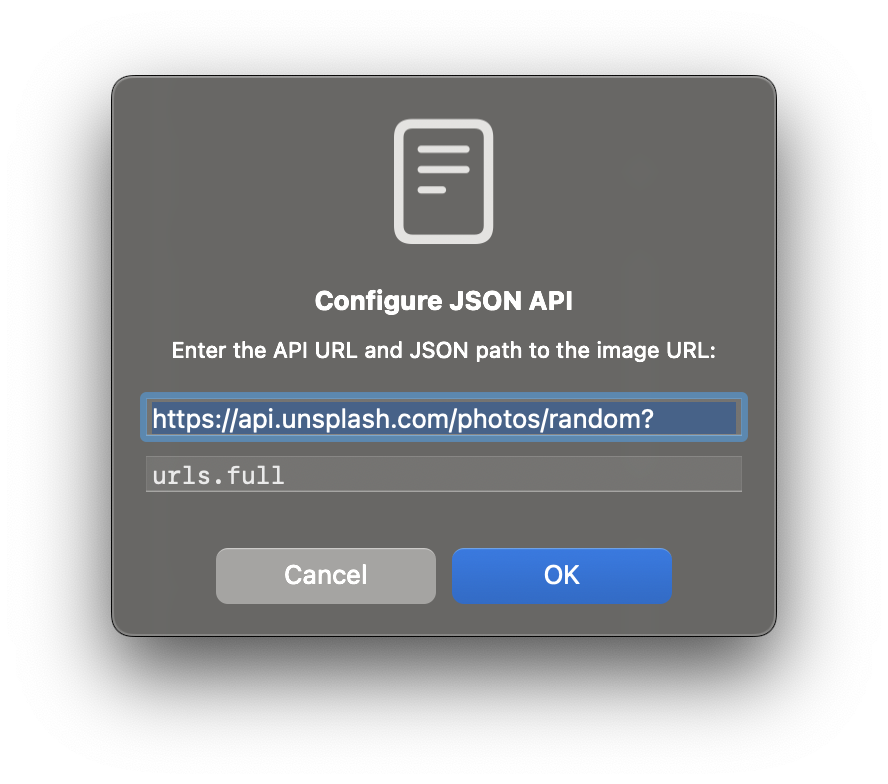 Configure JSON API
Enter the API URL and JSON path to the image URL:
https://api.unsplash.com/photos/random?
urls.full
Cancel OK